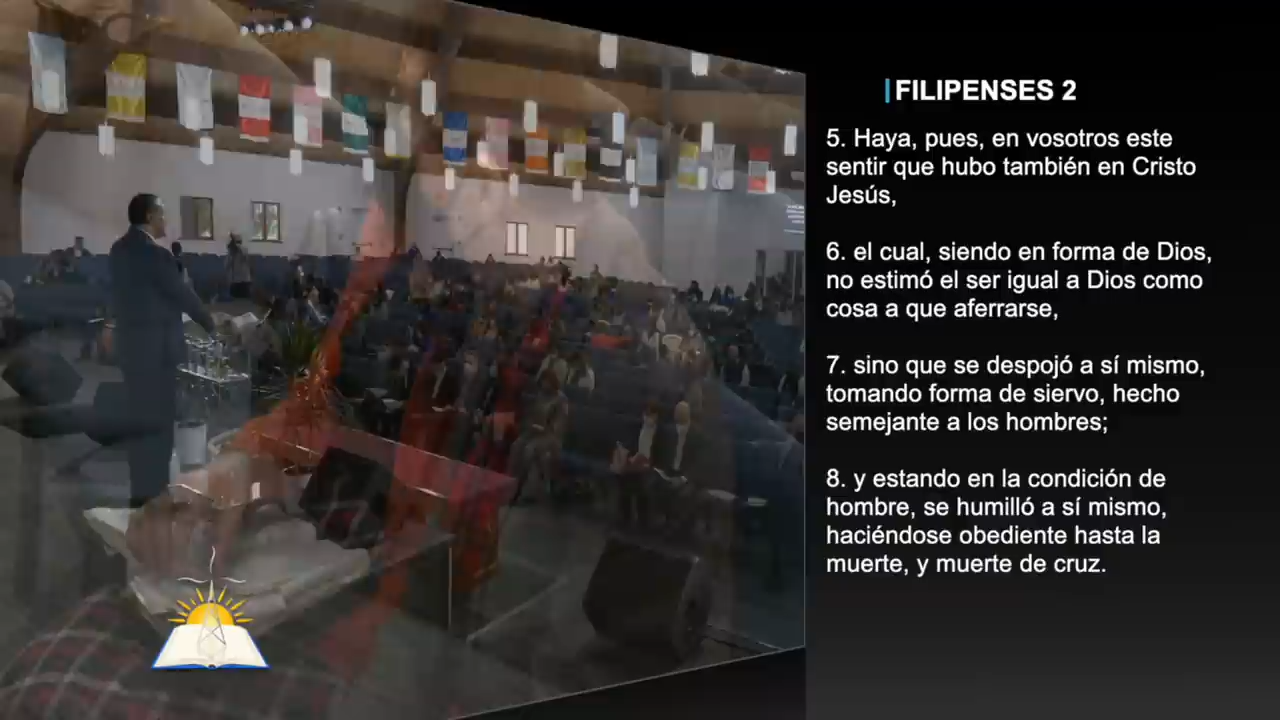 FILIPENSES 2
5. Haya, pues, en vosotros este
sentir que hubo también en Cristo
Jesús,
6. el cual, siendo en forma de Dios,
no estimó el ser igual a Dios como
cosa a que aferrarse,
7. sino que se despojó a sí mismo,
tomando forma de siervo, hecho
semejante a los hombres;
8. y estando en la condición de
hombre, se humilló a sí mismo,
haciéndose obediente hasta la
muerte, y muerte de cruz.